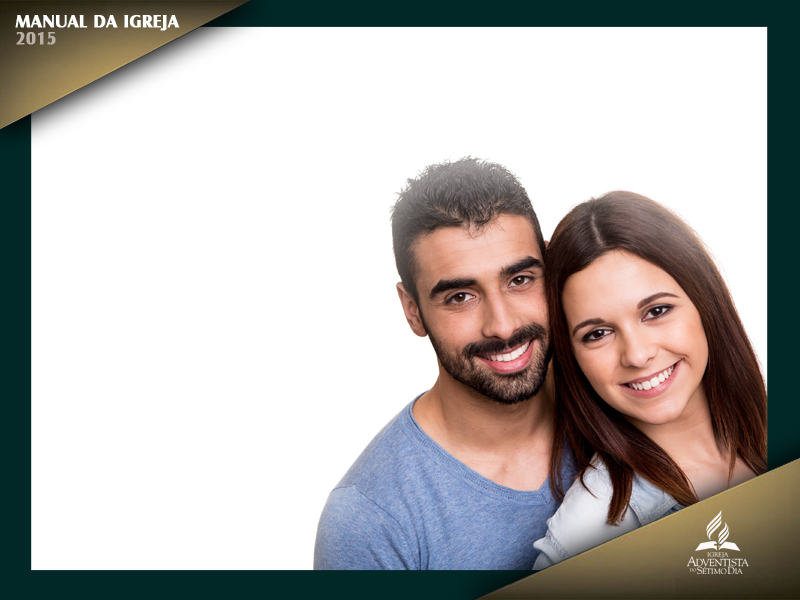 MANUAL DA IGREJA
2015
IGREJA
ADVENTISTA
DO SÉTIMO DIA